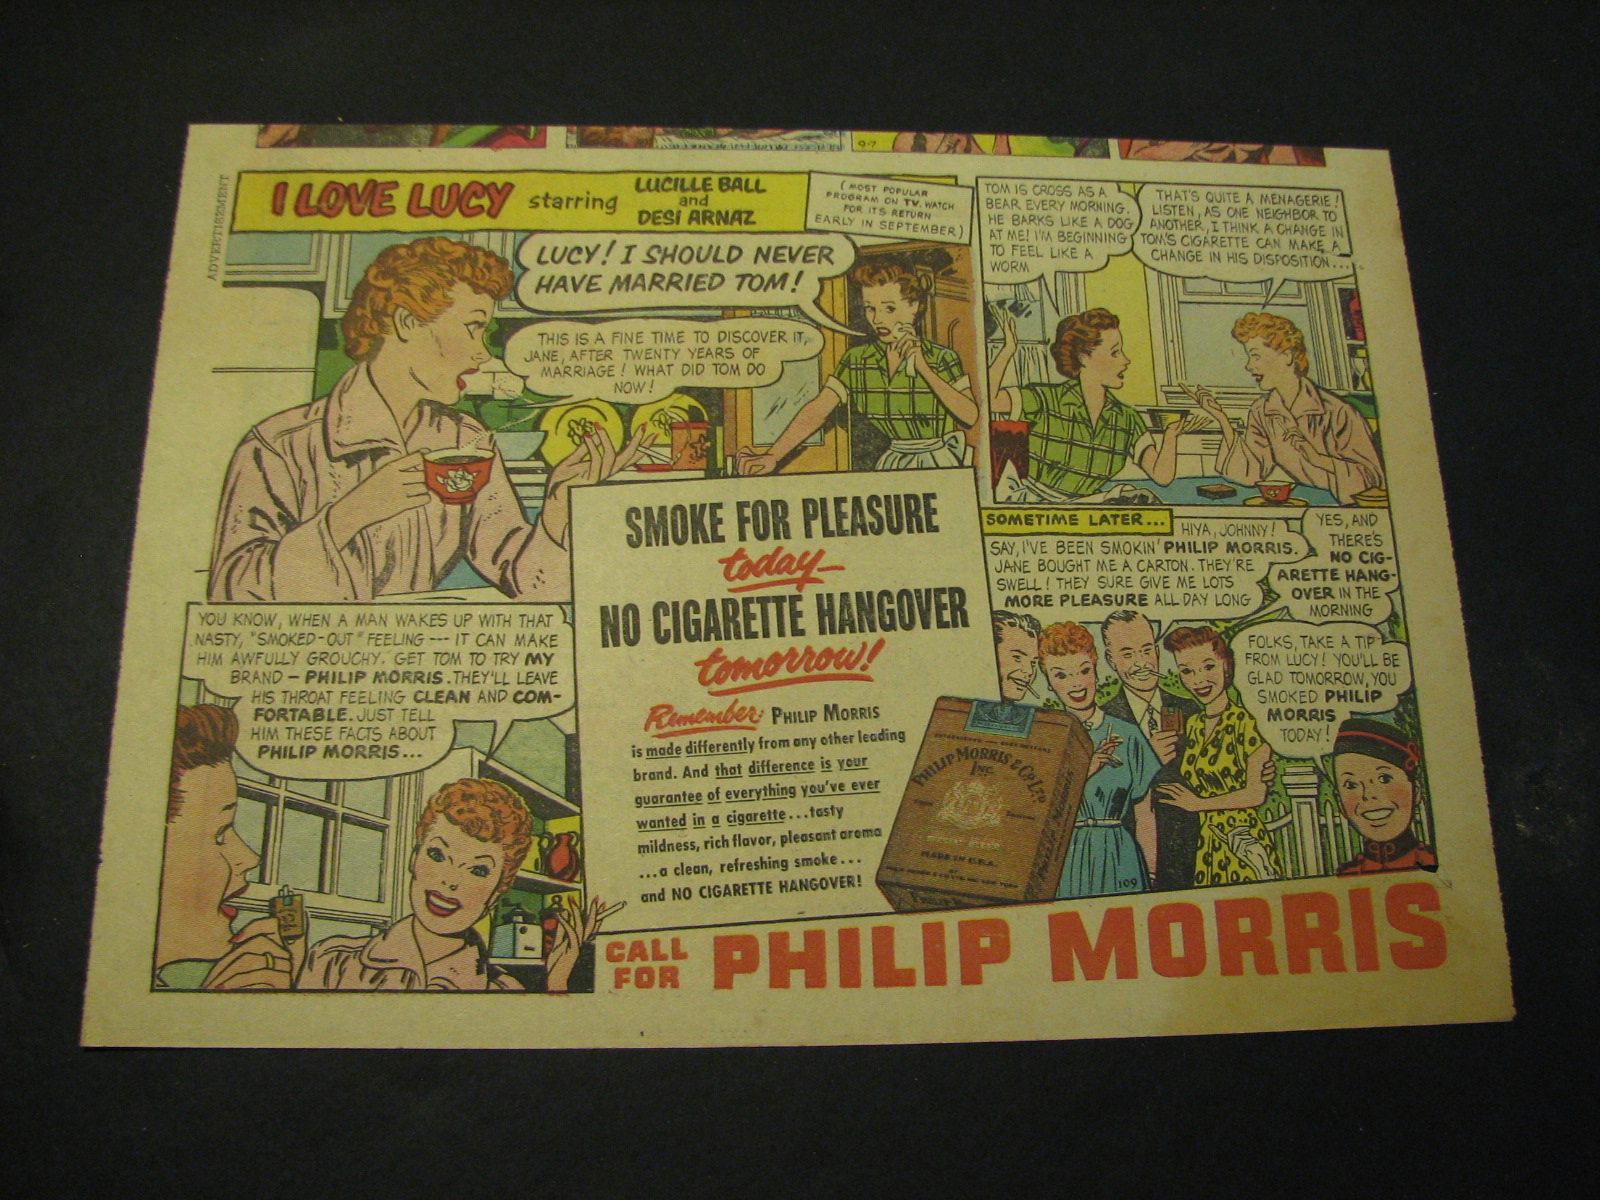 ADVERTISEMENT
9-7
I LOVE LUCY starring LUCILLE BALL
and
DESI ARNAZ
(MOST POPULAR
PROGRAM ON TV. WATCH
FOR ITS RETURN
EARLY IN SEPTEMBER)
LUCY! I SHOULD NEVER
HAVE MARRIED TOM!
THIS IS A FINE TIME TO DISCOVER IT,
JANE, AFTER TWENTY YEARS OF
MARRIAGE! WHAT DID TOM DO
NOW!
TOM IS CROSS AS A
BEAR EVERY MORNING.
HE BARKS LIKE A DOG
AT ME! I'M BEGINNING
TO FEEL LIKE A
WORM
THAT'S QUITE A MENAGERIE!
LISTEN, AS ONE NEIGHBOR TO
ANOTHER, I THINK A CHANGE IN
TOM'S CIGARETTE CAN MAKE A
CHANGE IN HIS DISPOSITION...
YOU KNOW, WHEN A MAN WAKES UP WITH THAT
NASTY, "SMOKED-OUT" FEELING --- IT CAN MAKE
HIM AWFULLY GROUCHY. GET TOM TO TRY MY
BRAND – PHILIP MORRIS. THEY'LL LEAVE
HIS THROAT FEELING CLEAN AND COM-
FORTABLE. JUST TELL
HIM THESE FACTS ABOUT
PHILIP MORRIS...
SMOKE FOR PLEASURE
today—
NO CIGARETTE HANGOVER
tomorrow!
Remember: PHILIP MORRIS
is made differently from any other leading
brand. And that difference is your
guarantee of everything you've ever
wanted in a cigarette...tasty
mildness, rich flavor, pleasant aroma
...a clean, refreshing smoke...
and NO CIGARETTE HANGOVER!
PHILIP MORRIS & CO. LTD
INC.
MADE IN U.S.A.
Philip Morris
SOMETIME LATER...
HIYA, JOHNNY!
SAY, I'VE BEEN SMOKIN' PHILIP MORRIS.
JANE BOUGHT ME A CARTON. THEY'RE
SWELL! THEY SURE GIVE ME LOTS
MORE PLEASURE ALL DAY LONG
YES, AND
THERE'S
NO CIG-
ARETTE HANG-
OVER IN THE
MORNING
FOLKS, TAKE A TIP
FROM LUCY! YOU'LL BE
GLAD TOMORROW, YOU
SMOKED PHILIP
MORRIS
TODAY!
109
CALL
FOR PHILIP MORRIS